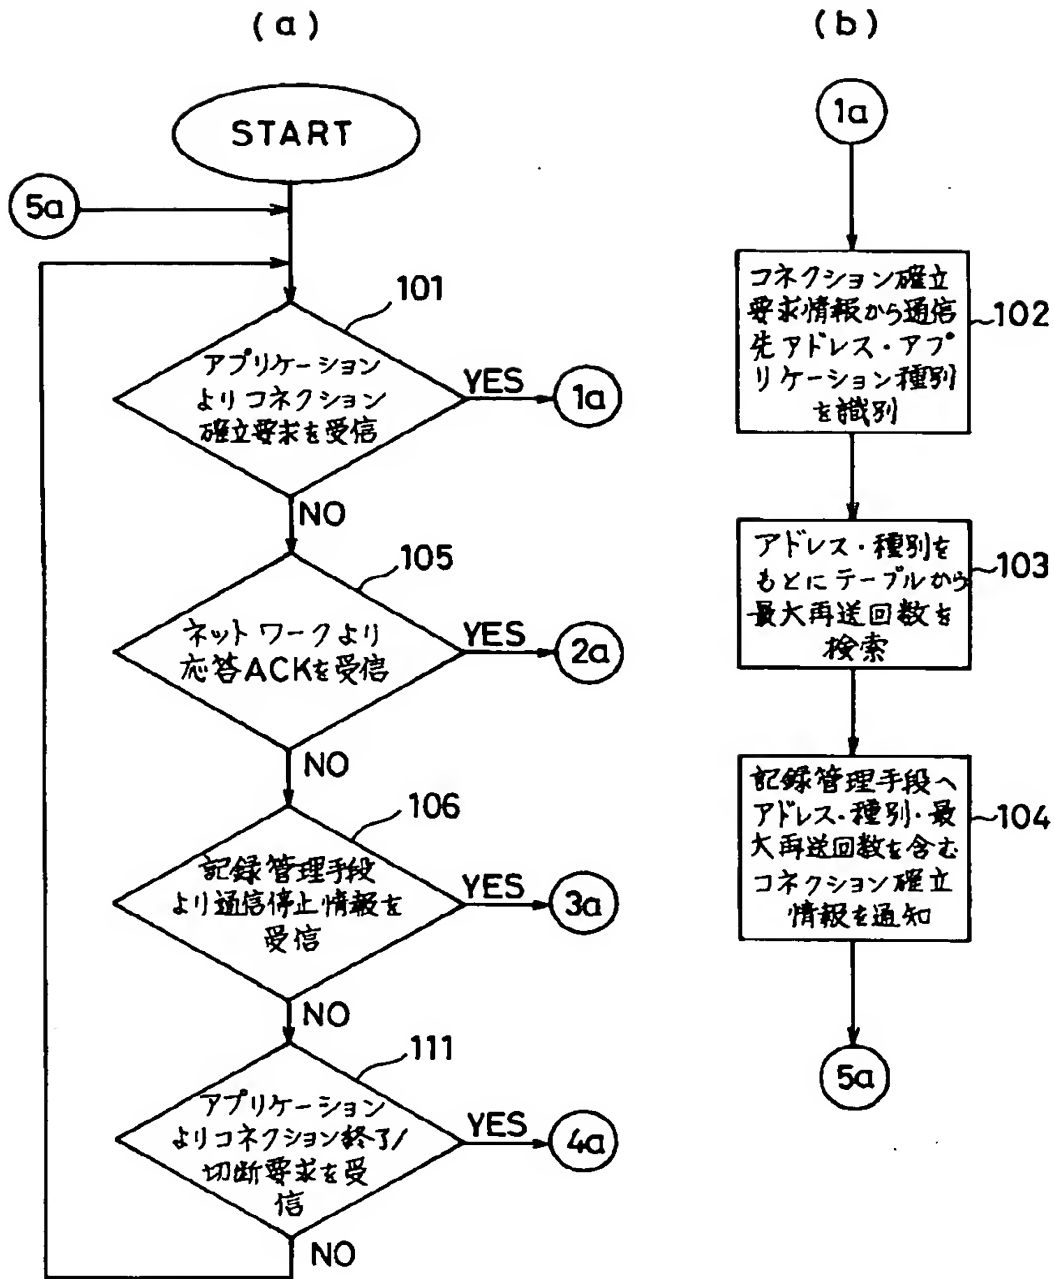 (a)
START
5a
101
アプリケーション
よりコネクション
確立要求を受信
YES
1a
NO
105
ネットワークより
応答ACKを受信
YES
2a
NO
106
記録管理手段
より通信停止情報を
受信
YES
3a
NO
111
アプリケーション
よりコネクション終了/
切断要求を受
信
YES
4a
NO
(b)
1a
コネクション確立
要求情報から通信
先アドレス・アプ
リケーション種別
を識別
102
アドレス・種別を
もとにテーブルから
最大再送回数を
検索
103
記録管理手段へ
アドレス・種別・最
大再送回数を含む
コネクション確立
情報を通知
104
5a